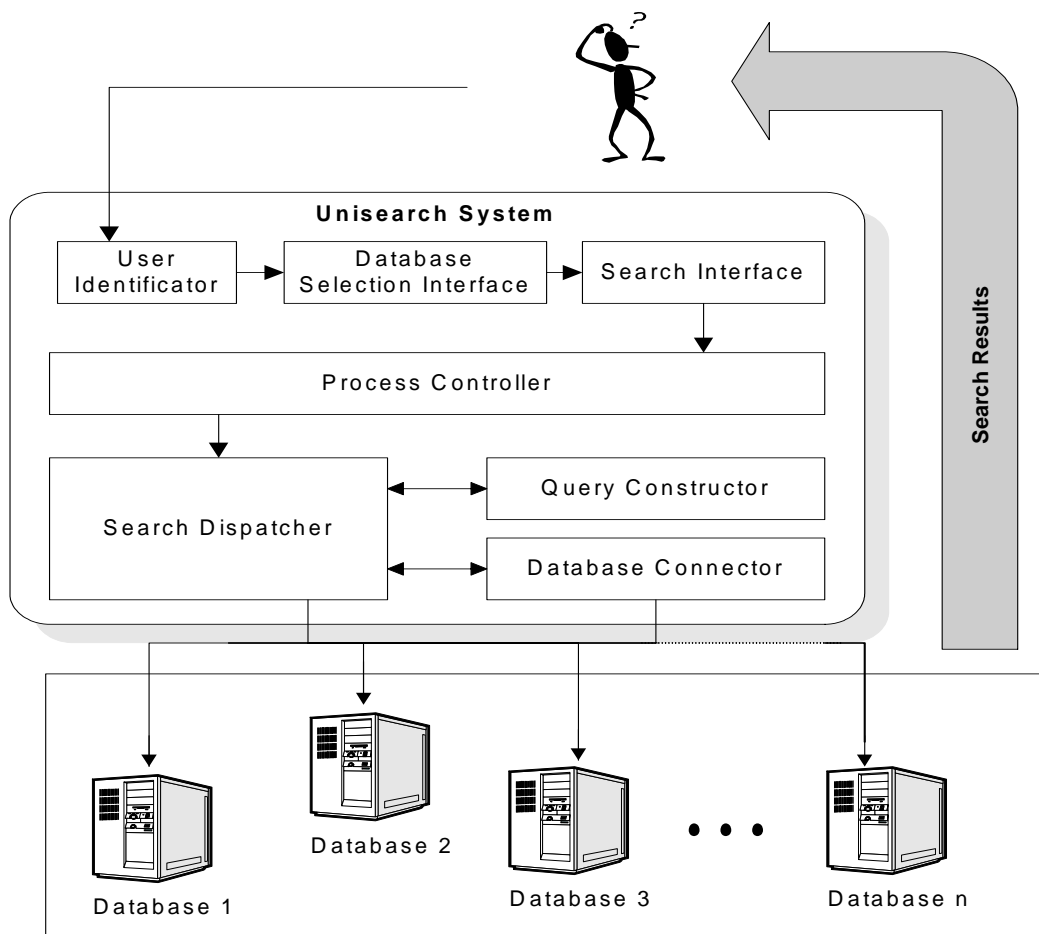 ?
Unisearch System
User
Identificator
Database
Selection Interface
Search Interface
Process Controller
Search Dispatcher
Query Constructor
Database Connector
Search Results
Database 1
Database 2
Database 3
Database n